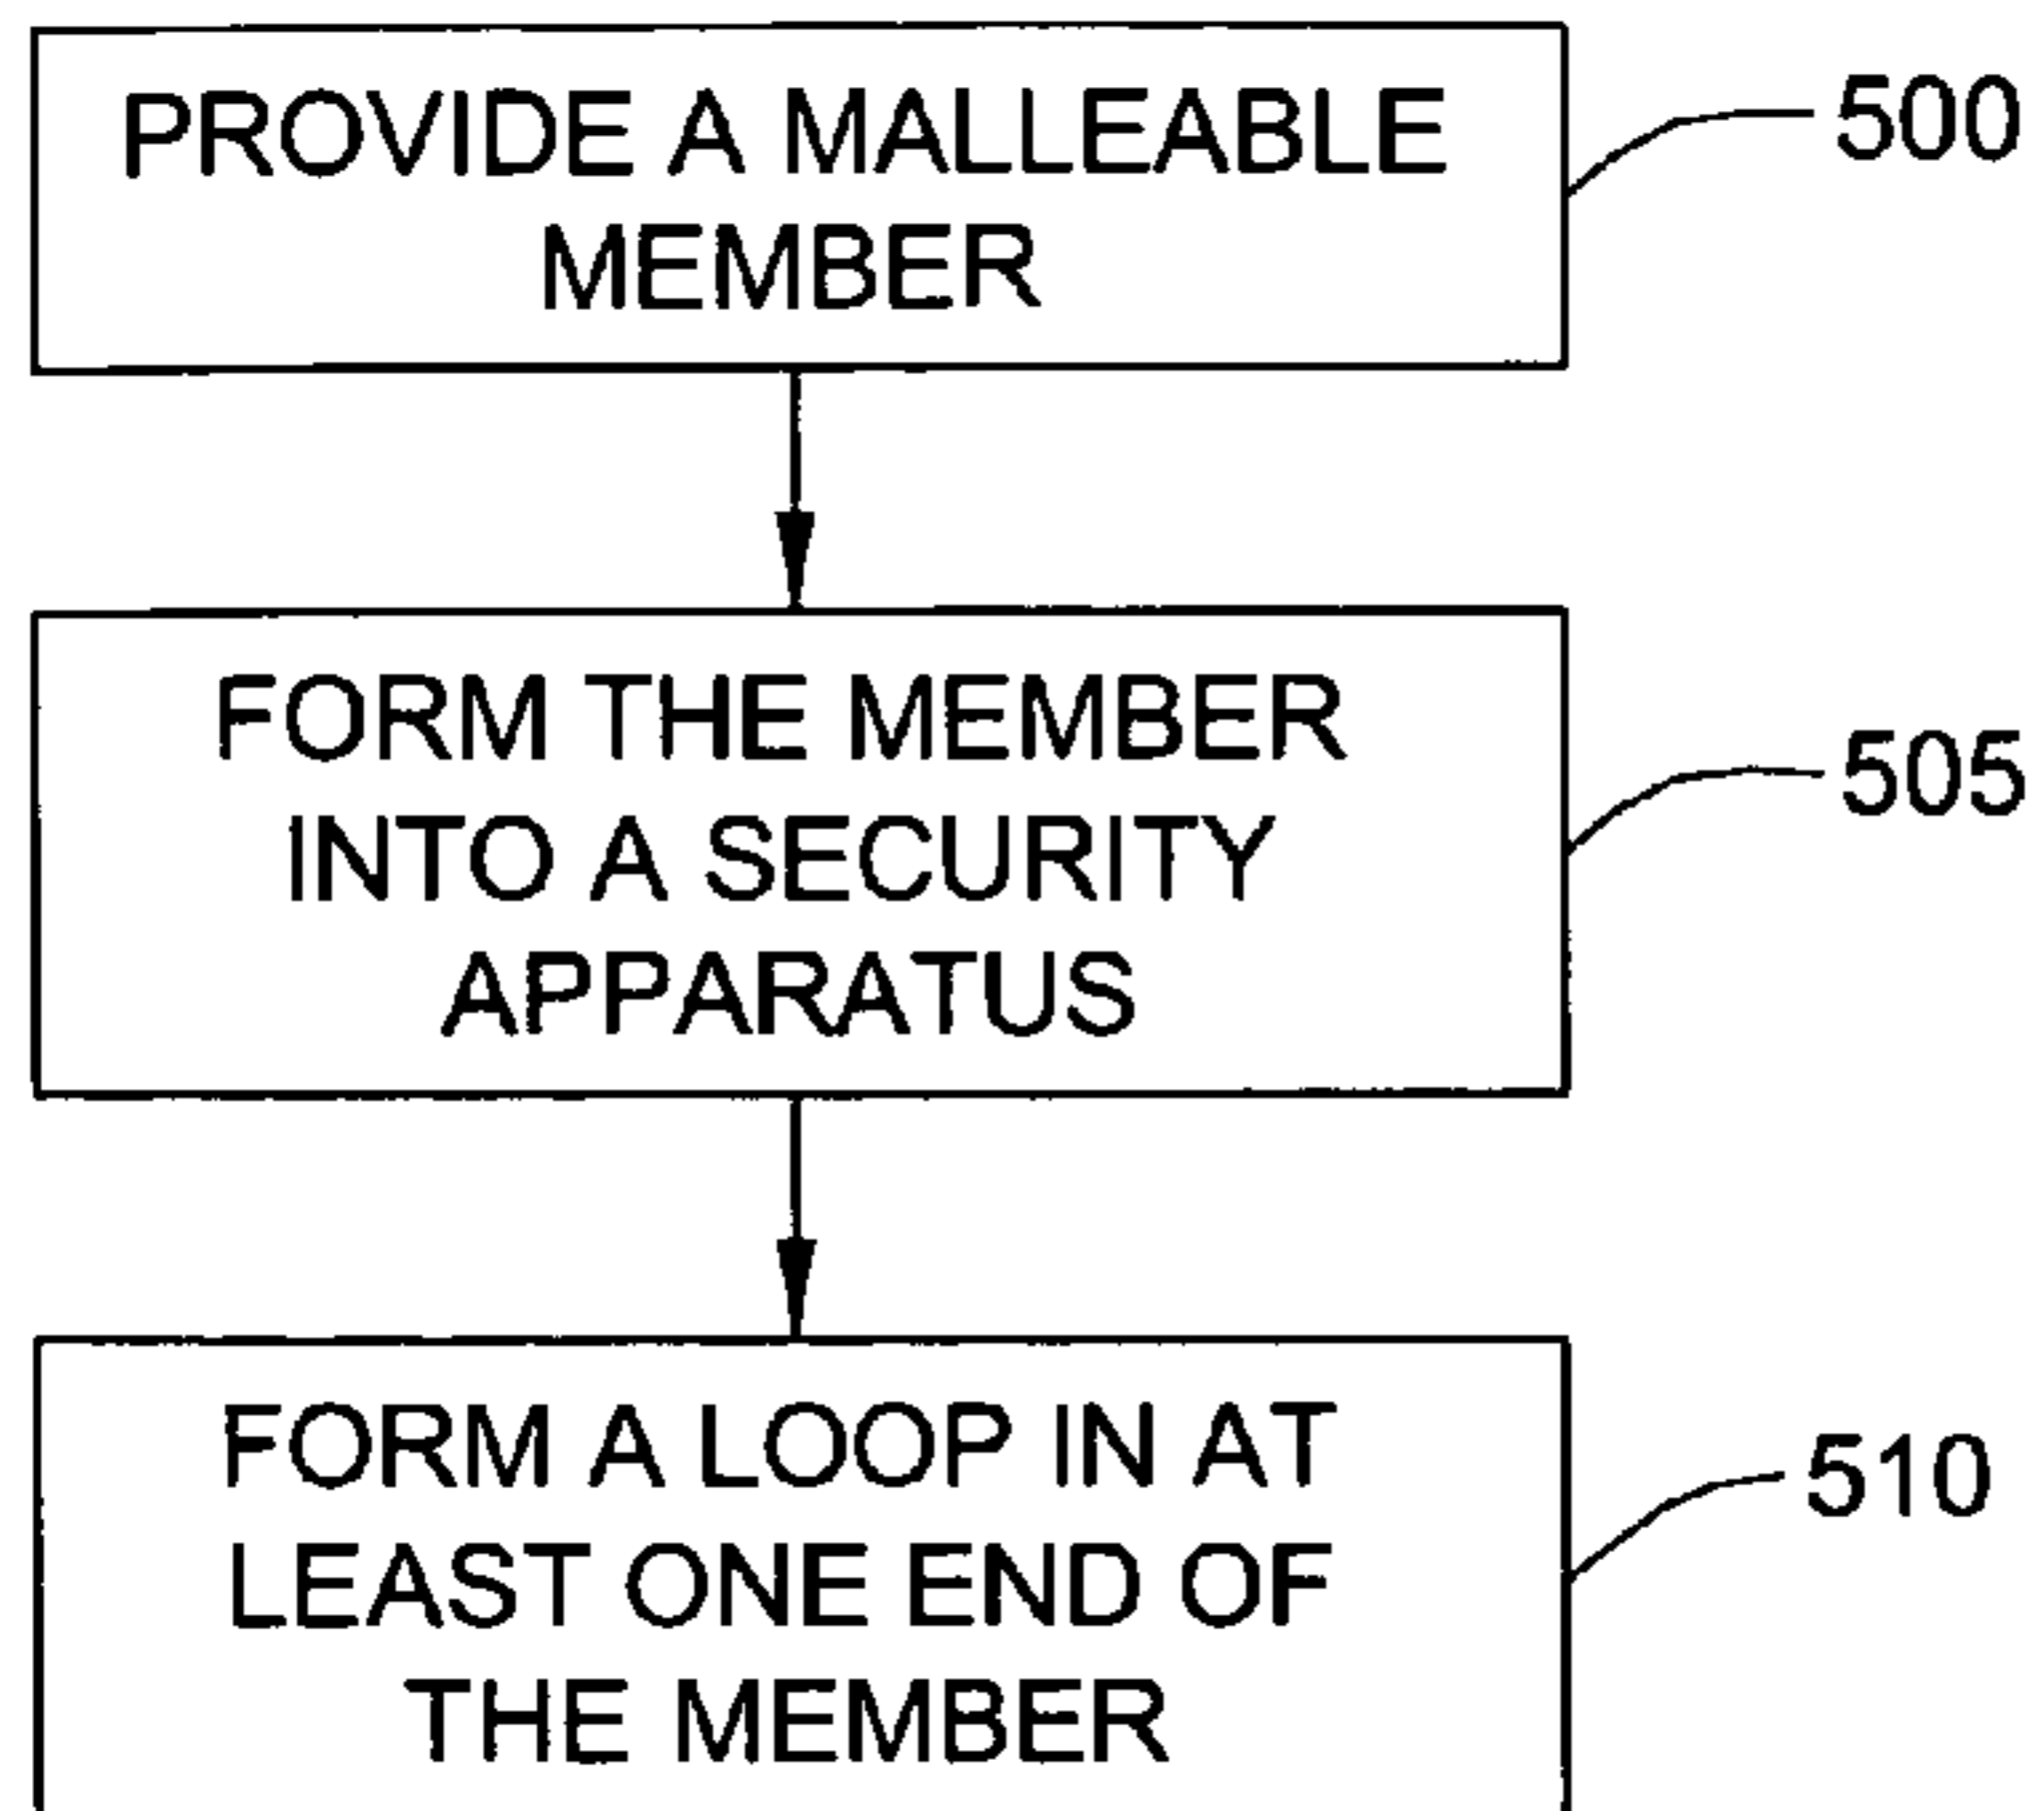 PROVIDE A MALLEABLE
MEMBER
500
FORM THE MEMBER
INTO A SECURITY
APPARATUS
505
FORM A LOOP IN AT
LEAST ONE END OF
THE MEMBER
510